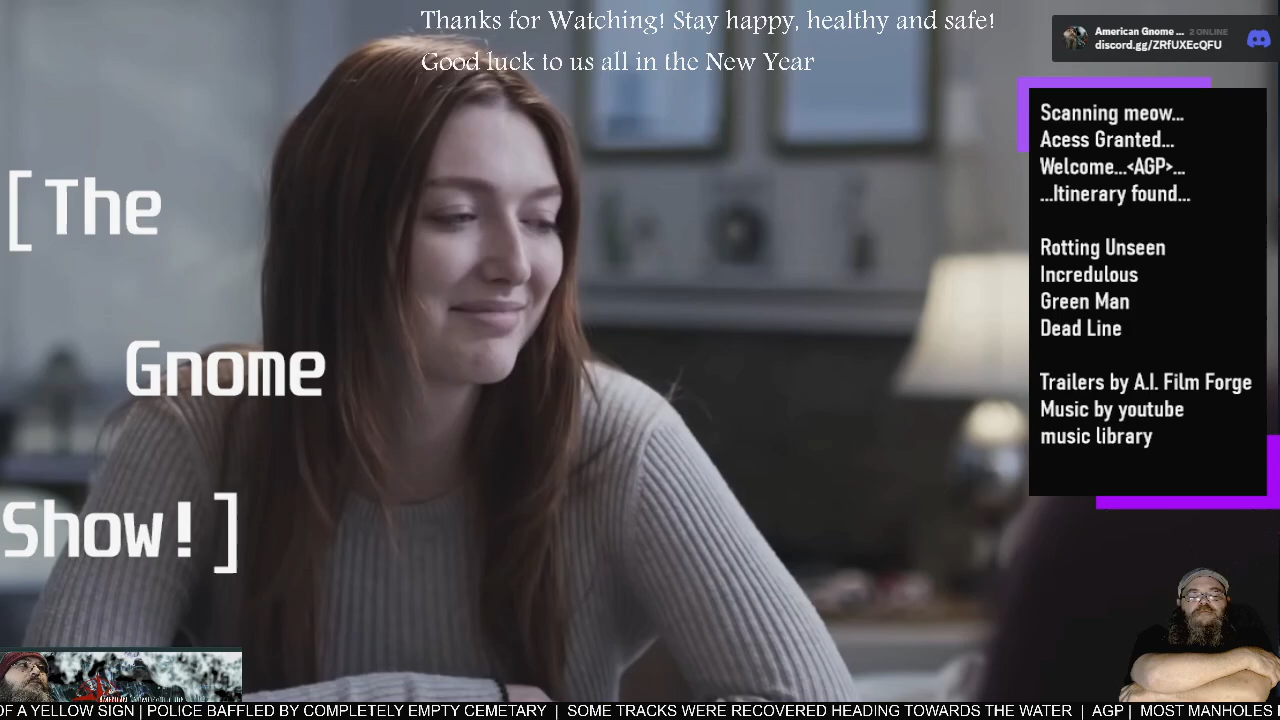 Thanks for Watching! Stay happy, healthy and safe!
Good luck to us all in the New Year
American Gnome ... 2 ONLINE
discord.gg/ZRfUXEcQFU
[ The
Gnome
Show! ]
Scanning meow...
Acess Granted...
Welcome...<AGP>...
...Itinerary found...
Rotting Unseen
Incredulous
Green Man
Dead Line
Trailers by A.I. Film Forge
Music by youtube
music library
OF A YELLOW SIGN | POLICE BAFFLED BY COMPLETELY EMPTY CEMETARY | SOME TRACKS WERE RECOVERED HEADING TOWARDS THE WATER | AGP | MOST MANHOLES